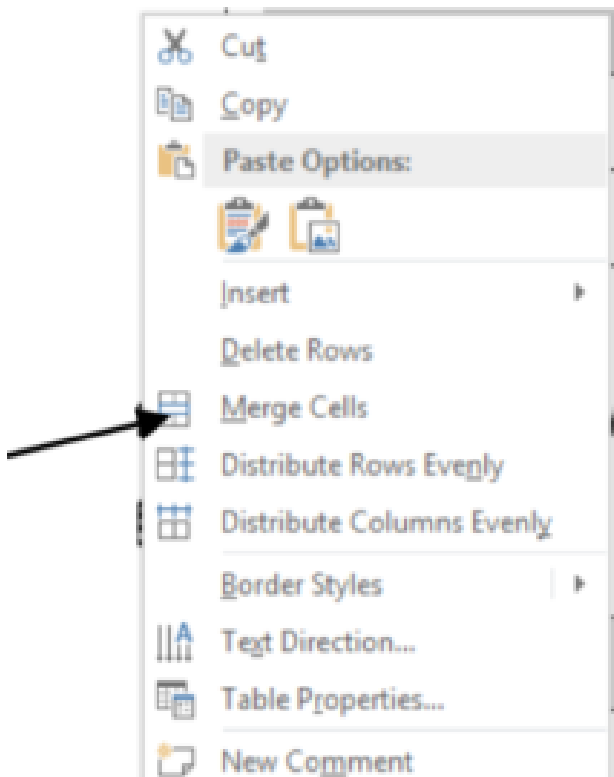 Cut
Copy
Paste Options:
Insert
Delete Rows
Merge Cells
Distribute Rows Evenly
Distribute Columns Evenly
Border Styles
Text Direction...
Table Properties...
New Comment